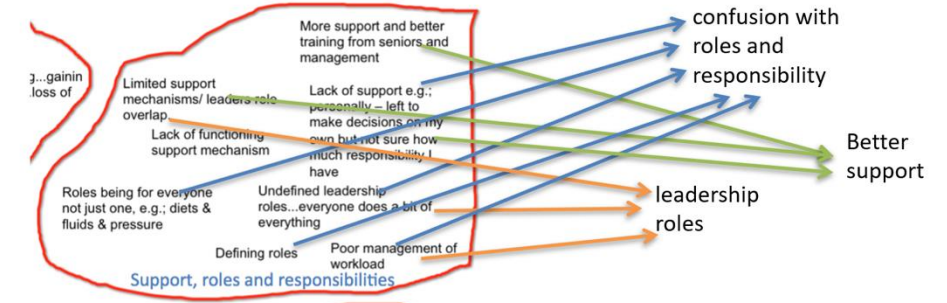 g...gainin
loss of
More support and better
training from seniors and
management
Limited support
mechanisms/ leaders role
overlap
Lack of functioning
support mechanism
Lack of support e.g.;
personally – left to
make decisions on my
own but not sure how
much responsibility I
have
Roles being for everyone
not just one, e.g.; diets &
fluids & pressure
Undefined leadership
roles...everyone does a bit of
everything
Defining roles
Poor management of
workload
Support, roles and responsibilities
confusion with
roles and
responsibility
Better
support
leadership
roles